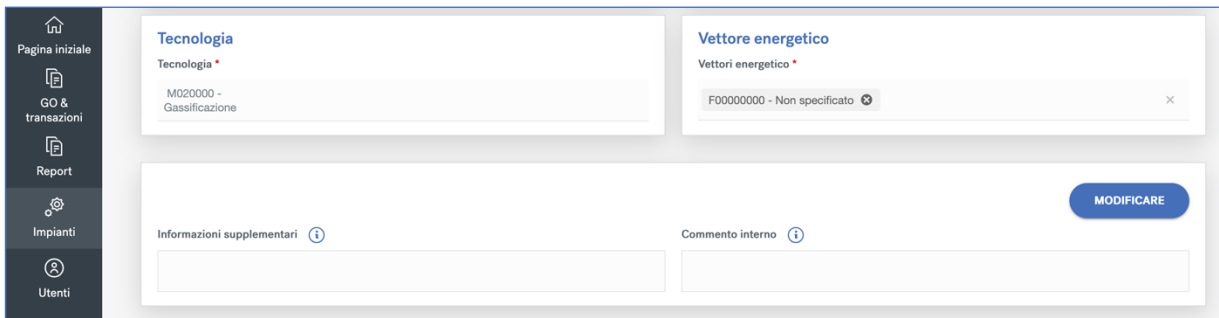 Pagina iniziale
GO &
transazioni
Report
Impianti
Utenti
Tecnologia
Tecnologia *
M020000 -
Gassificazione
Vettore energetico
Vettori energetico *
F00000000 - Non specificato
MODIFICARE
Informazioni supplementari
Commento interno